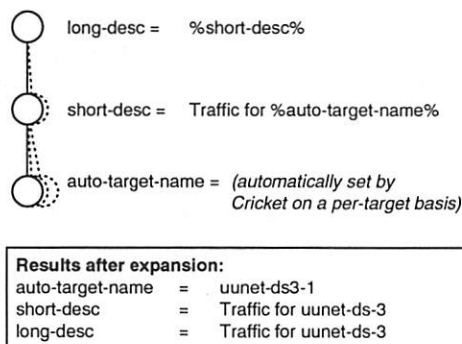 long-desc = %short-desc%
short-desc = Traffic for %auto-target-name%
auto-target-name = (automatically set by
Cricket on a per-target basis)
Results after expansion:
auto-target-name = uunet-ds3-1
short-desc = Traffic for uunet-ds-3
long-desc = Traffic for uunet-ds-3